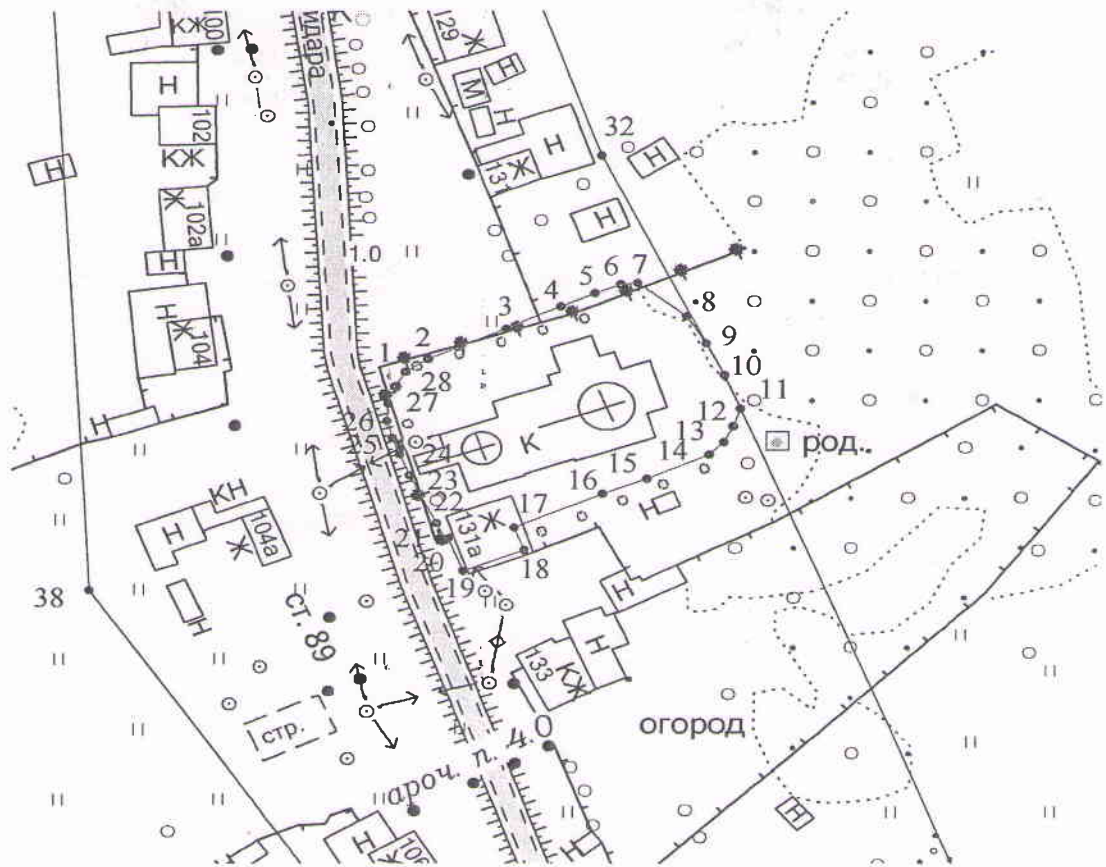 100
КЖ
Н
102
КЖ
Н
Ж
102а
Н
Н
Ж
104
Н
129
Ж
Н
М
Н
Н
131
Ж
32
Н
Н
1.0
1
2
3
4
5
6
7
8
9
10
11
12
13
14
15
16
17
18
19
20
21
22
23
24
25
26
27
28
К
род.
Н
131а
Ж
КН
Н
104а
Ж
Н
38
ст. 89
стр.
Н
Н
133
КЖ
огород
ароч. п. 4.0
Н
Ж
106
Н
Н